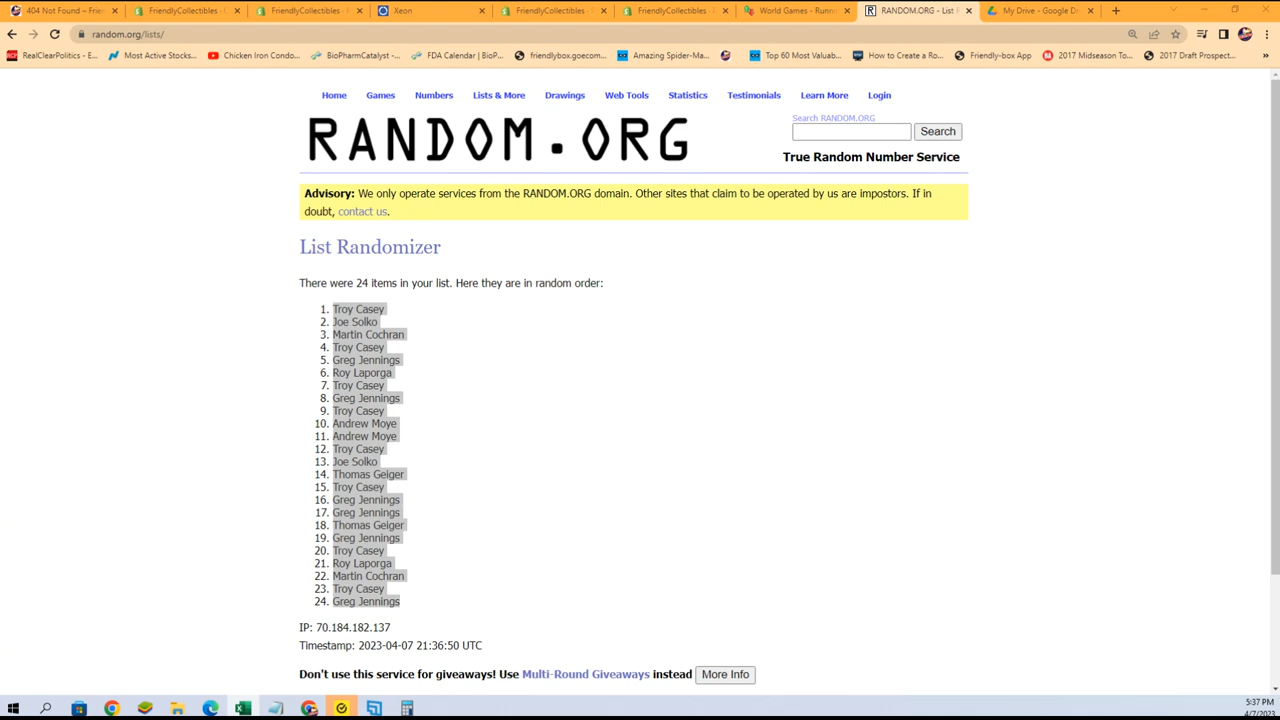 404 Not Found – Frie
FriendlyCollectibles ·
FriendlyCollectibles · F
Xeon
FriendlyCollectibles ·
FriendlyCollectibles ·
World Games - Runni
RANDOM.ORG - List R
My Drive - Google D
random.org/lists/
RealClearPolitics - E...
Most Active Stocks...
Chicken Iron Condo...
BioPharmCatalyst -...
FDA Calendar | BioP...
friendlybox.goecom...
Amazing Spider-Ma...
Top 60 Most Valuab...
How to Create a Ro...
Friendly-box App
2017 Midseason To...
2017 Draft Prospect...
»
Home Games Numbers Lists & More Drawings Web Tools Statistics Testimonials Learn More Login
RANDOM.ORG
Search RANDOM.ORG
Search
True Random Number Service
Advisory: We only operate services from the RANDOM.ORG domain. Other sites that claim to be operated by us are impostors. If in
doubt, contact us.
List Randomizer
There were 24 items in your list. Here they are in random order:
1. Troy Casey
2. Joe Solko
3. Martin Cochran
4. Troy Casey
5. Greg Jennings
6. Roy Laporga
7. Troy Casey
8. Greg Jennings
9. Troy Casey
10. Andrew Moye
11. Andrew Moye
12. Troy Casey
13. Joe Solko
14. Thomas Geiger
15. Troy Casey
16. Greg Jennings
17. Greg Jennings
18. Thomas Geiger
19. Greg Jennings
20. Troy Casey
21. Roy Laporga
22. Martin Cochran
23. Troy Casey
24. Greg Jennings
IP: 70.184.182.137
Timestamp: 2023-04-07 21:36:50 UTC
Don't use this service for giveaways! Use Multi-Round Giveaways instead More Info
5:37 PM
4/7/2023